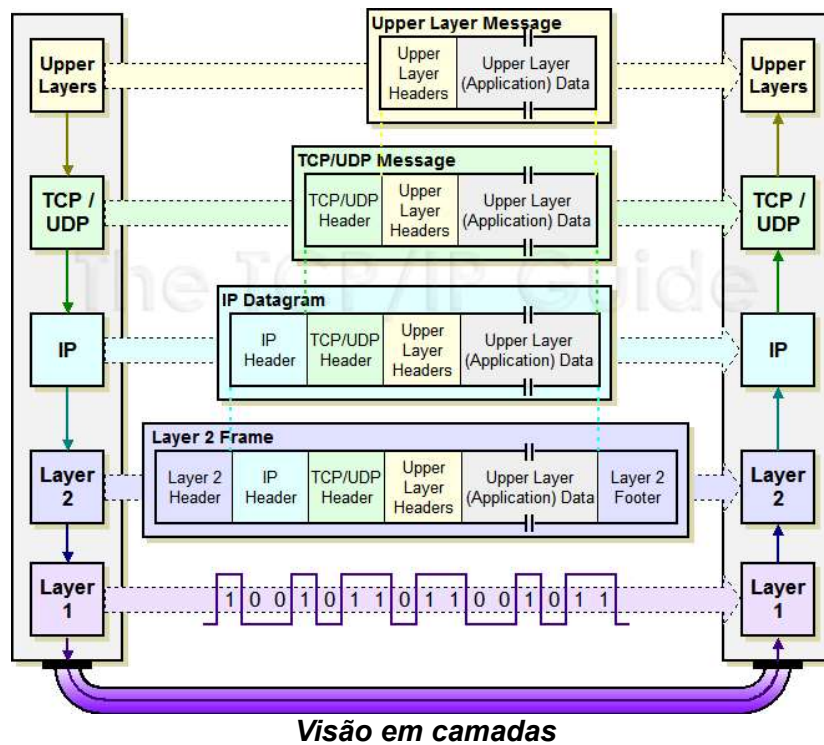 Upper Layer Message
Upper
Layers
Upper
Layer
Headers
Upper Layer
(Application) Data
Upper
Layers
TCP/UDP Message
TCP /
UDP
TCP/UDP
Header
Upper
Layer
Headers
Upper Layer
(Application) Data
TCP /
UDP
The TCP/IP Guide
IP Datagram
IP
IP
Header
TCP/UDP
Header
Upper
Layer
Headers
Upper Layer
(Application) Data
IP
Layer 2 Frame
Layer
2
Layer 2
Header
IP
Header
TCP/UDP
Header
Upper
Layer
Headers
Upper Layer
(Application) Data
Layer 2
Footer
Layer
2
Layer
1
1 0 0 1 0 1 1 0 1 1 0 0 1 0 1 1
Layer
1
Visão em camadas